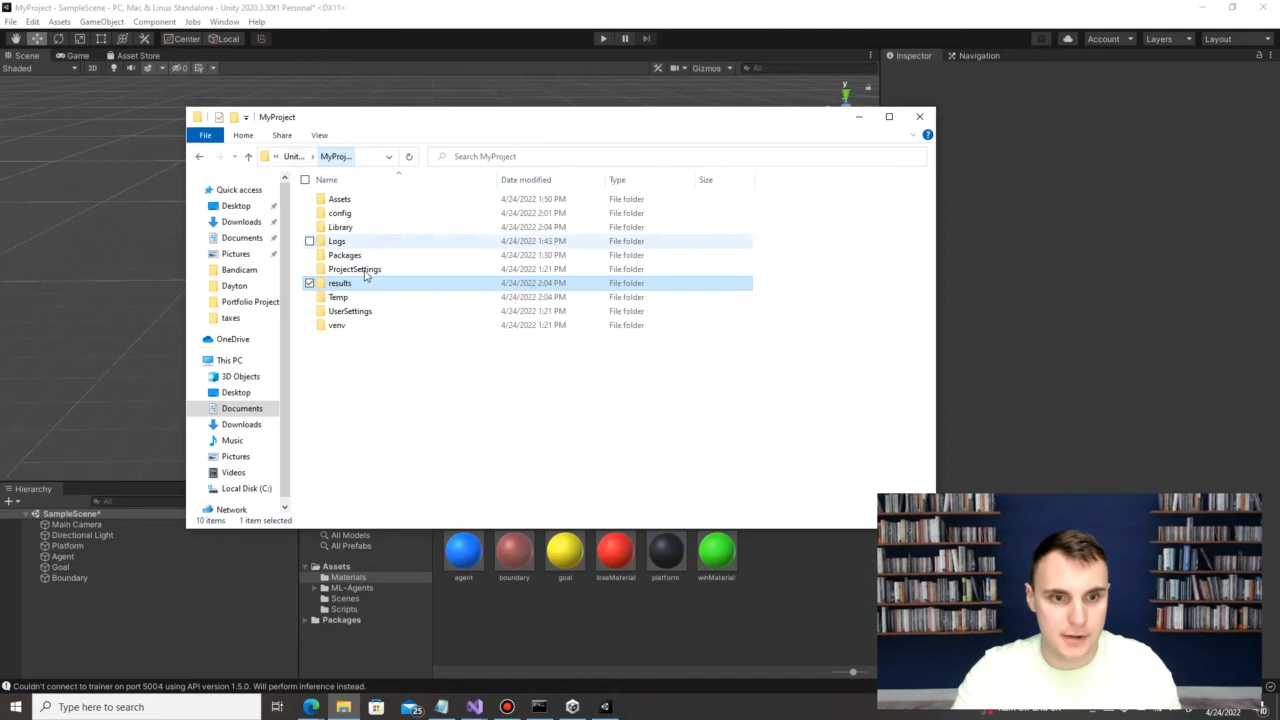 MyProject - SampleScene - PC, Mac & Linux Standalone - Unity 2020.3.30f1 Personal* <DX11>
File Edit Assets GameObject Component Jobs Window Help
Center Local Account Layers Layout
Scene Game Asset Store Inspector Navigation
Shaded 2D 0 Gizmos All
y
MyProject
File Home Share View
« Unit... MyProj... Search MyProject
Name Date modified Type Size
Quick access
Desktop
Downloads
Documents
Pictures
Bandicam
Dayton
Portfolio Project
taxes
OneDrive
This PC
3D Objects
Desktop
Documents
Downloads
Music
Pictures
Videos
Local Disk (C:)
Network
Assets 4/24/2022 1:50 PM File folder
config 4/24/2022 2:01 PM File folder
Library 4/24/2022 2:04 PM File folder
Logs 4/24/2022 1:43 PM File folder
Packages 4/24/2022 1:30 PM File folder
ProjectSettings 4/24/2022 1:21 PM File folder
results 4/24/2022 2:04 PM File folder
Temp 4/24/2022 2:04 PM File folder
UserSettings 4/24/2022 1:21 PM File folder
venv 4/24/2022 1:21 PM File folder
10 items 1 item selected
Hierarchy
All
SampleScene*
Main Camera
Directional Light
Platform
Agent
Goal
Boundary
All Models
All Prefabs
Assets
Materials
ML-Agents
Scenes
Scripts
Packages
agent boundary goal loseMaterial platform winMaterial
Couldn't connect to trainer on port 5004 using API version 1.5.0. Will perform inference instead.
Type here to search
25
4/24/2022